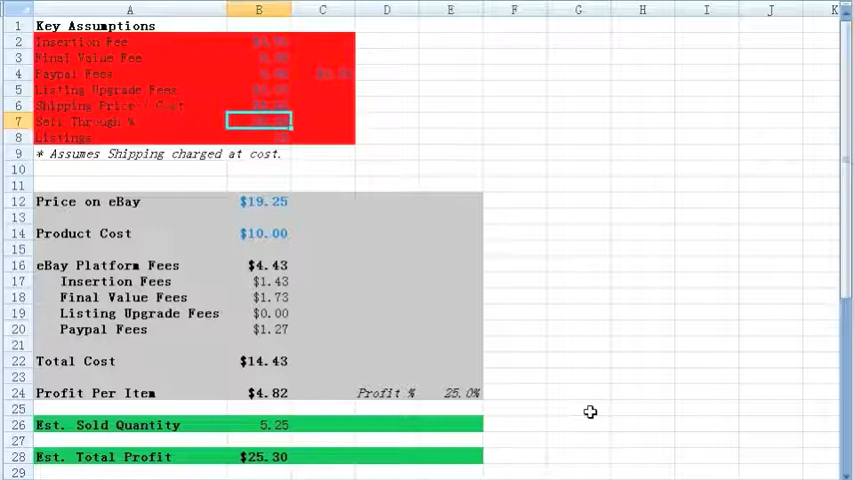 A B C D E F G H I J K
1 Key Assumptions
2 Insertion Fee
3 Final Value Fee
4 Paypal Fees
5 Listing Upgrade Fees
6 Shipping Price / Cost
7 Sell Through %
8 Listings
9 * Assumes Shipping charged at cost.
10
11
12 Price on eBay $19.25
13
14 Product Cost $10.00
15
16 eBay Platform Fees $4.43
17 Insertion Fees $1.43
18 Final Value Fees $1.73
19 Listing Upgrade Fees $0.00
20 Paypal Fees $1.27
21
22 Total Cost $14.43
23
24 Profit Per Item $4.82 Profit % 25.0%
25
26 Est. Sold Quantity 5.25
27
28 Est. Total Profit $25.30
29